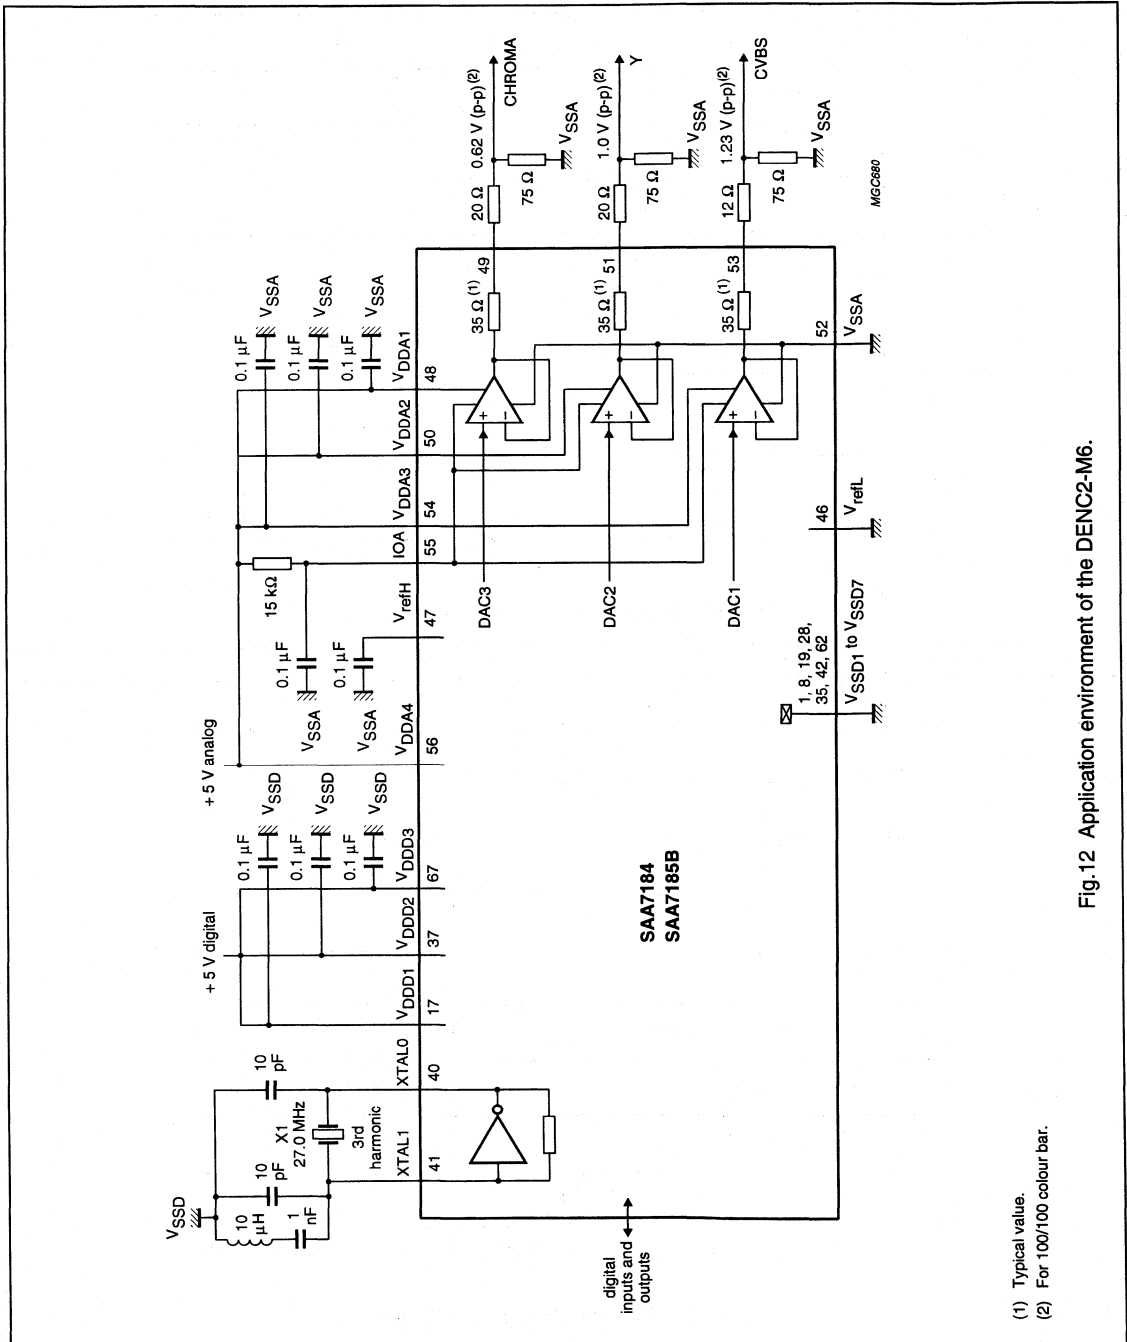 VSSD
10
µH
1
nF
10
pF
X1
27.0 MHz
3rd
harmonic
10
pF
XTAL1
41
XTAL0
40
+ 5 V digital
0.1 µF
VSSD
0.1 µF
VSSD
0.1 µF
VSSD
VDDD1
17
VDDD2
37
VDDD3
67
+ 5 V analog
VDDA4
56
0.1 µF
VSSA
0.1 µF
VSSA
15 kΩ
VrefH
47
IOA
55
VDDA3
54
VDDA2
50
VDDA1
48
0.1 µF
VSSA
0.1 µF
VSSA
0.1 µF
VSSA
DAC3
+
−
35 Ω (1)
49
20 Ω
75 Ω
VSSA
0.62 V (p-p)(2)
CHROMA
DAC2
+
−
35 Ω (1)
51
20 Ω
75 Ω
VSSA
1.0 V (p-p)(2)
Y
DAC1
+
−
35 Ω (1)
53
12 Ω
75 Ω
VSSA
1.23 V (p-p)(2)
CVBS
SAA7184
SAA7185B
digital
inputs and
outputs
1, 8, 19, 28,
35, 42, 62
VSSD1 to VSSD7
46
VrefL
52
VSSA
MGC680
(1) Typical value.
(2) For 100/100 colour bar.
Fig.12 Application environment of the DENC2-M6.